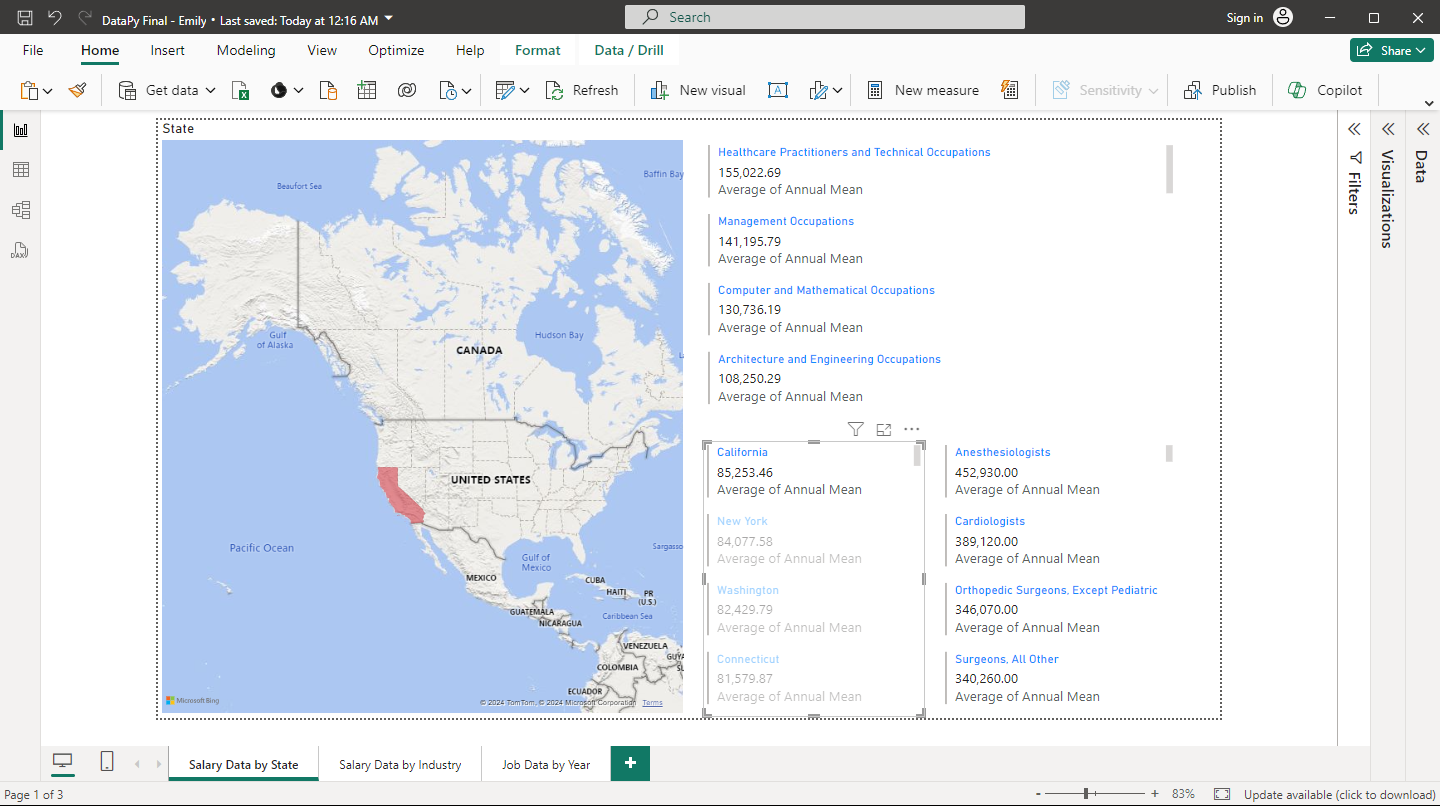 DataPy Final - Emily • Last saved: Today at 12:16 AM
Search
Sign in
File Home Insert Modeling View Optimize Help Format Data / Drill
Share
Get data
Refresh
New visual
New measure
Sensitivity
Publish
Copilot
DAX
State
Beaufort Sea
Baffin Bay
Gulf
of Alaska
Hudson Bay
CANADA
UNITED STATES
Pacific Ocean
Sargasso
Gulf of
Mexico
MEXICO
CUBA
HAITI
PR
(U.S.)
GUATEMALA
NICARAGUA
Caribbean Sea
VENEZUELA
COLOMBIA
ECUADOR
Microsoft Bing
© 2024 TomTom, © 2024 Microsoft Corporation Terms
Healthcare Practitioners and Technical Occupations
155,022.69
Average of Annual Mean
Management Occupations
141,195.79
Average of Annual Mean
Computer and Mathematical Occupations
130,736.19
Average of Annual Mean
Architecture and Engineering Occupations
108,250.29
Average of Annual Mean
California
85,253.46
Average of Annual Mean
New York
84,077.58
Average of Annual Mean
Washington
82,429.79
Average of Annual Mean
Connecticut
81,579.87
Average of Annual Mean
Anesthesiologists
452,930.00
Average of Annual Mean
Cardiologists
389,120.00
Average of Annual Mean
Orthopedic Surgeons, Except Pediatric
346,070.00
Average of Annual Mean
Surgeons, All Other
340,260.00
Average of Annual Mean
Filters
Visualizations
Data
Salary Data by State
Salary Data by Industry
Job Data by Year
Page 1 of 3
- + 83%
Update available (click to download)